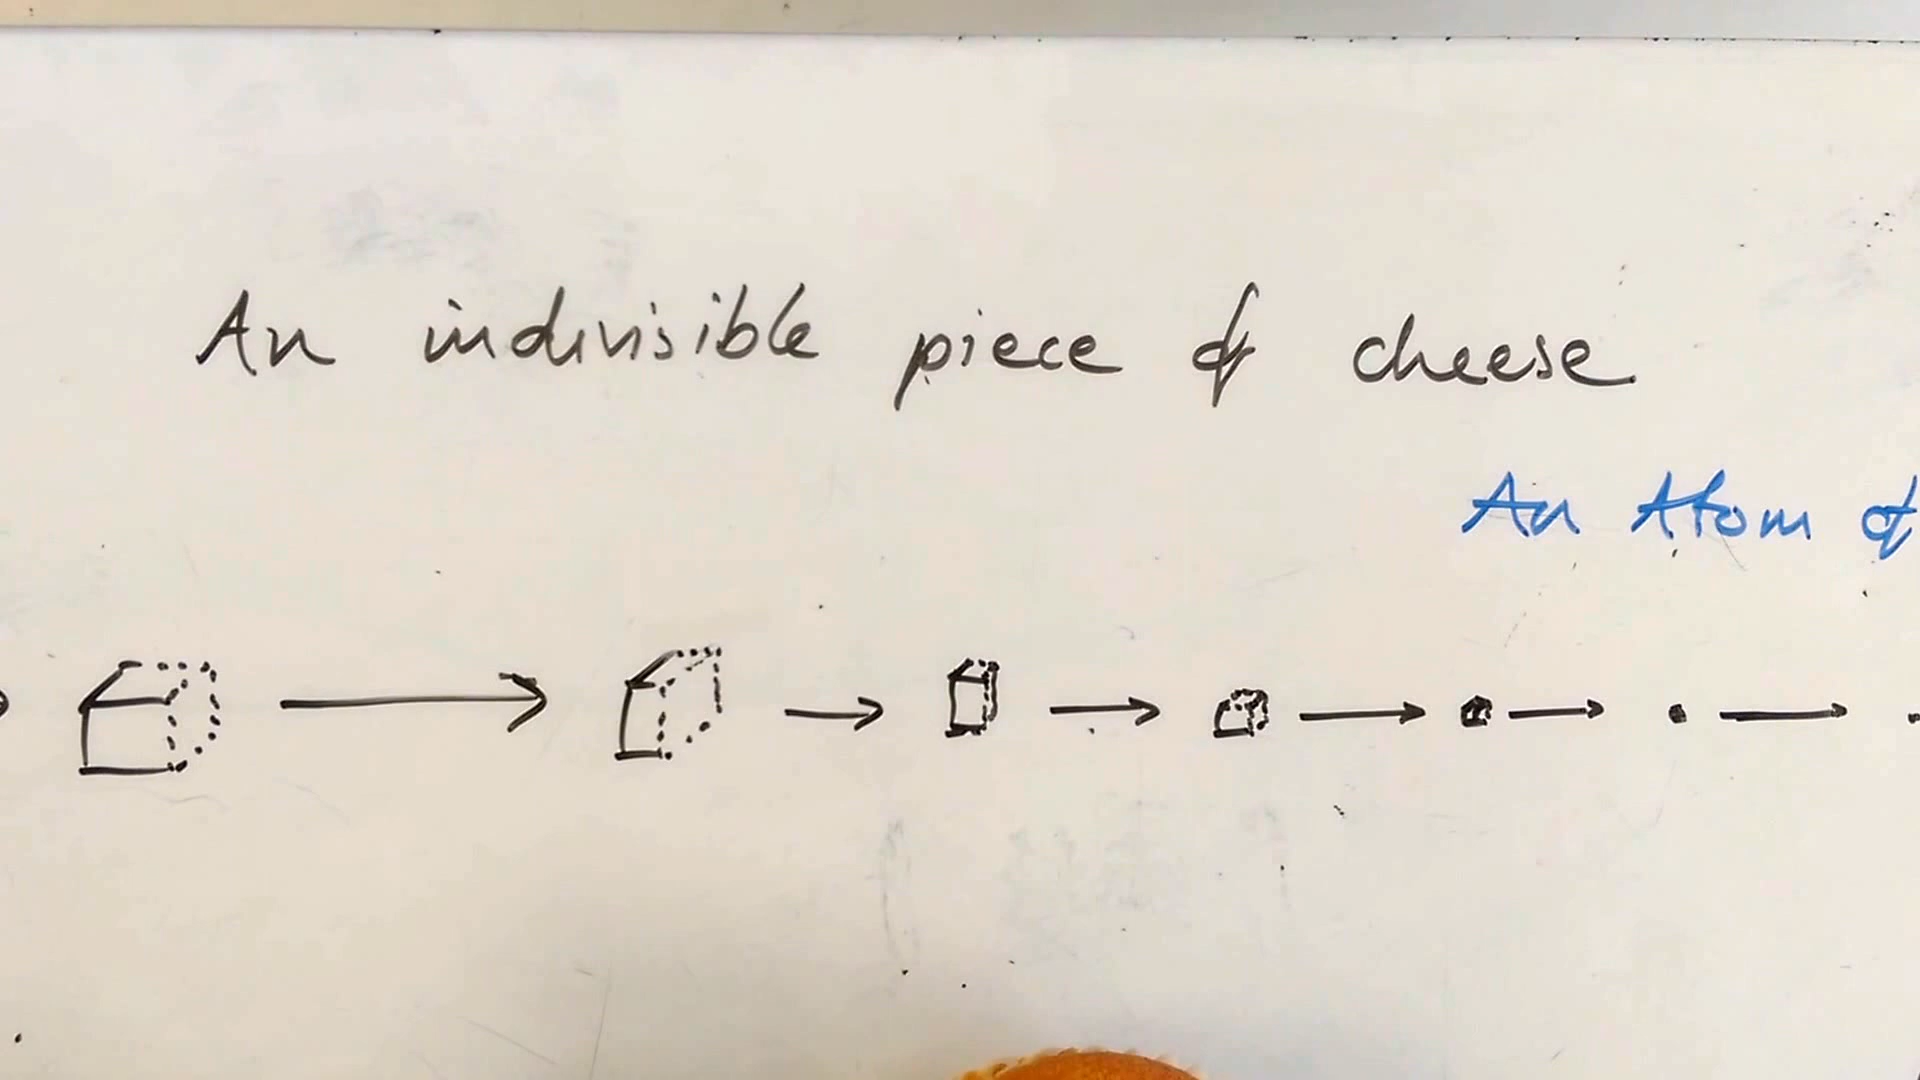 An indivisible piece of cheese
An Atom of